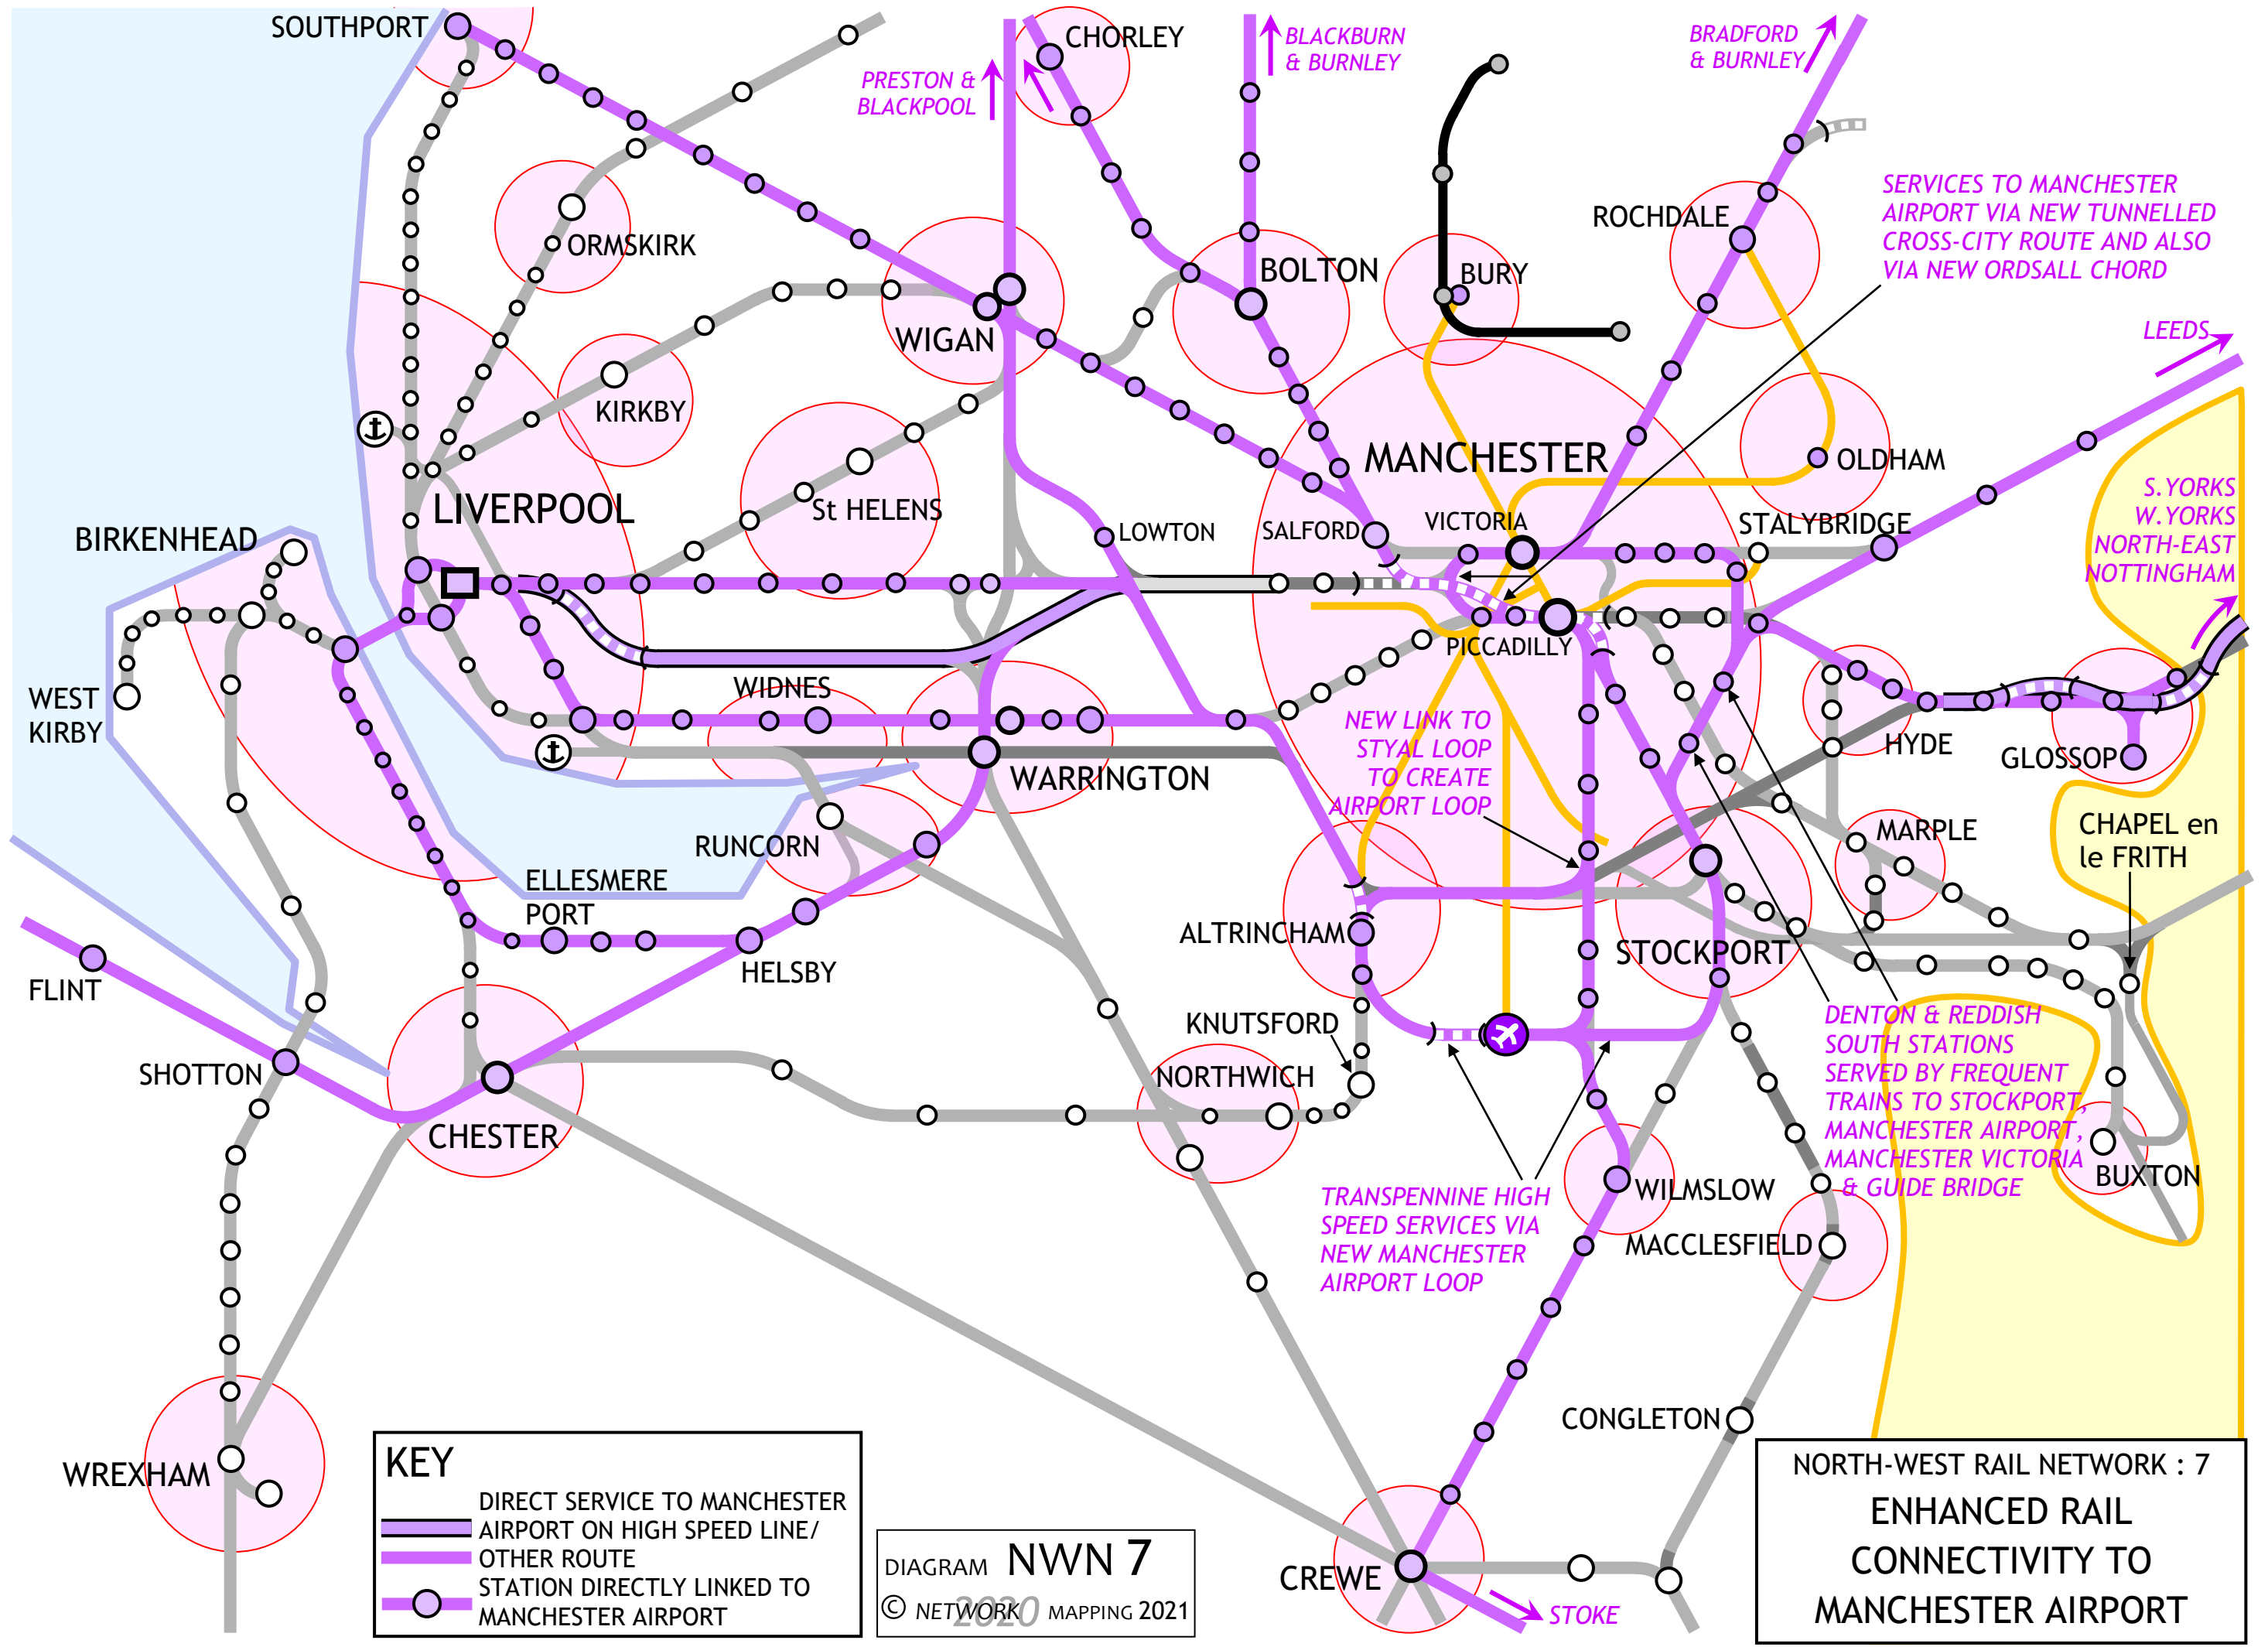 SOUTHPORT
CHORLEY
PRESTON &
BLACKPOOL
BLACKBURN
& BURNLEY
BRADFORD
& BURNLEY
SERVICES TO MANCHESTER
AIRPORT VIA NEW TUNNELLED
CROSS-CITY ROUTE AND ALSO
VIA NEW ORDSALL CHORD
ROCHDALE
ORMSKIRK
BOLTON
BURY
WIGAN
LEEDS
KIRKBY
MANCHESTER
OLDHAM
LIVERPOOL
St HELENS
S.YORKS
W.YORKS
NORTH-EAST
NOTTINGHAM
BIRKENHEAD
LOWTON
SALFORD
VICTORIA
STALYBRIDGE
PICCADILLY
WEST
KIRBY
WIDNES
NEW LINK TO
STYAL LOOP
TO CREATE
AIRPORT LOOP
HYDE
GLOSSOP
WARRINGTON
RUNCORN
MARPLE
CHAPEL en
le FRITH
ELLESMERE
PORT
ALTRINCHAM
STOCKPORT
HELSBY
FLINT
KNUTSFORD
DENTON & REDDISH
SOUTH STATIONS
SERVED BY FREQUENT
TRAINS TO STOCKPORT,
MANCHESTER AIRPORT,
MANCHESTER VICTORIA
& GUIDE BRIDGE
SHOTTON
NORTHWICH
CHESTER
BUXTON
WILMSLOW
TRANSPENNINE HIGH
SPEED SERVICES VIA
NEW MANCHESTER
AIRPORT LOOP
MACCLESFIELD
CONGLETON
WREXHAM
CREWE
STOKE
KEY
DIRECT SERVICE TO MANCHESTER
AIRPORT ON HIGH SPEED LINE/
OTHER ROUTE
STATION DIRECTLY LINKED TO
MANCHESTER AIRPORT
DIAGRAM NWN 7
© NETWORK 2020 MAPPING 2021
NORTH-WEST RAIL NETWORK : 7
ENHANCED RAIL
CONNECTIVITY TO
MANCHESTER AIRPORT